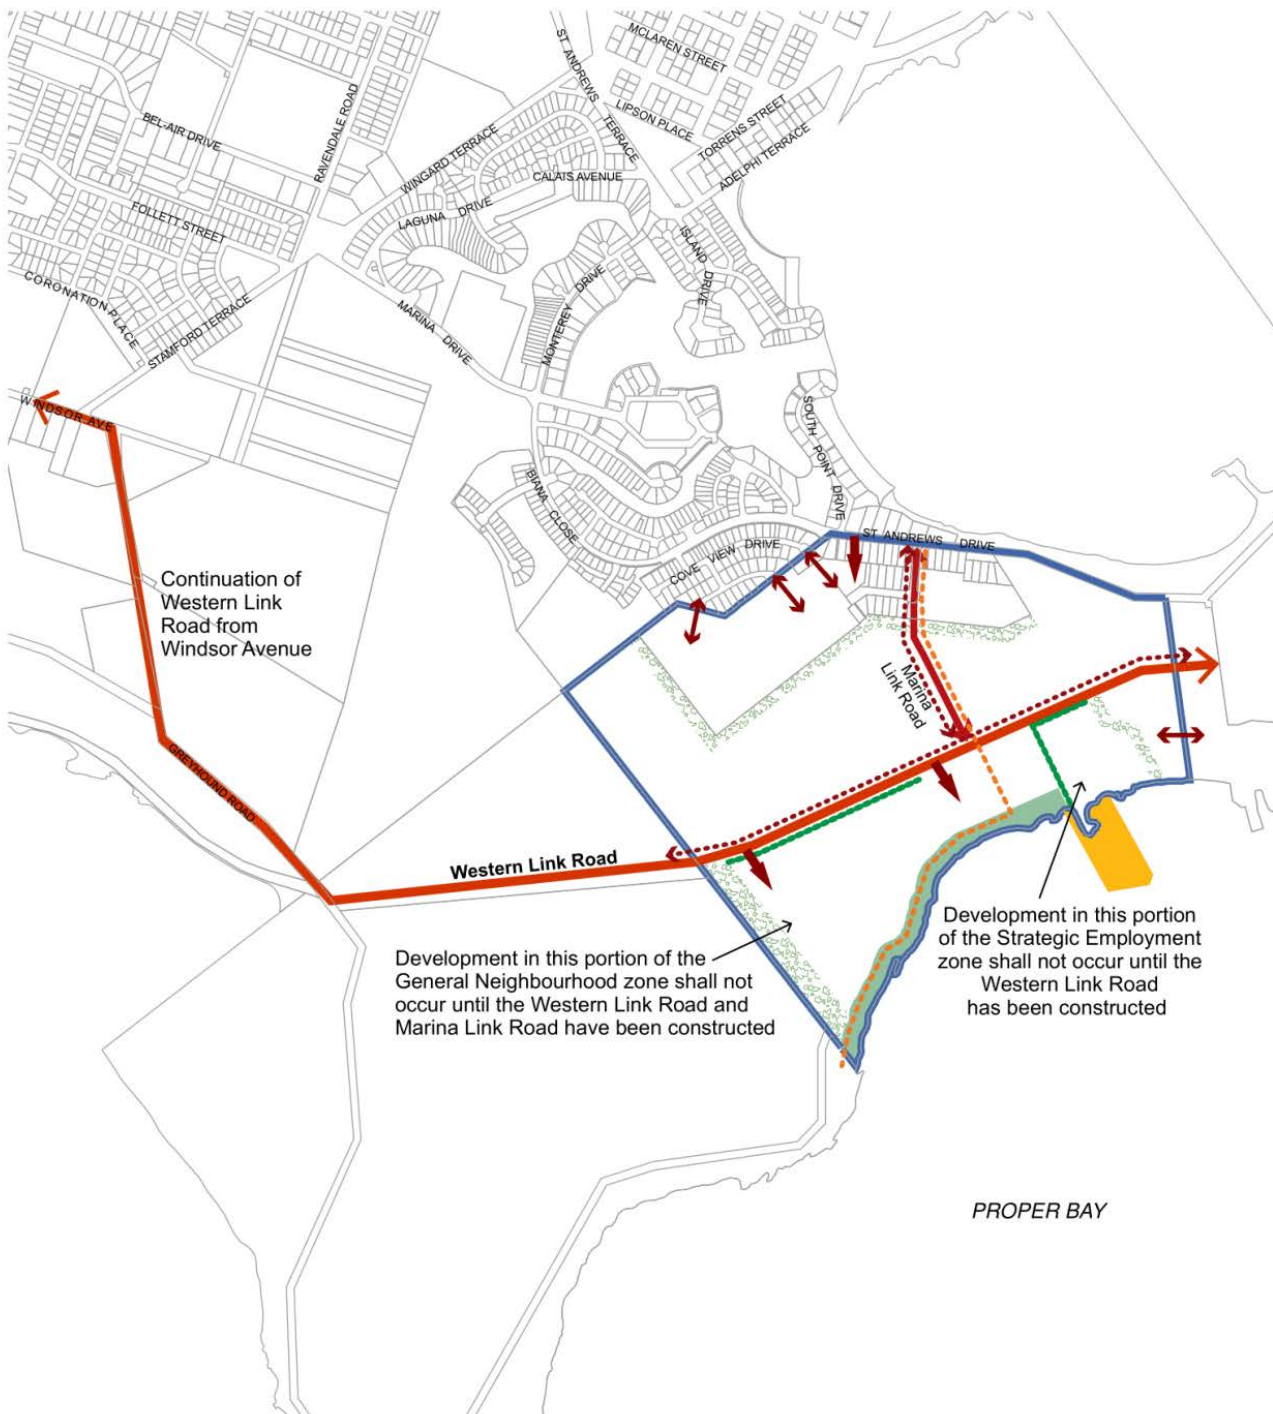 MCLAREN STREET
ST ANDREWS TERRACE
LIPSON PLACE
TORRENS STREET
ADELPHI TERRACE
BEL-AIR DRIVE
RAVENDALE ROAD
WINGARD TERRACE
CALAIS AVENUE
LAGUNA DRIVE
FOLLETT STREET
ISLAND DRIVE
CORONATION PLACE
STAMFORD TERRACE
MARINA DRIVE
MONTEREY DRIVE
WINDSOR AVE
SOUTH POINT DRIVE
BIANA CLOSE
COVE VIEW DRIVE
ST ANDREWS DRIVE
Continuation of
Western Link
Road from
Windsor Avenue
Marina
Link Road
GREYHOUND ROAD
Western Link Road
Development in this portion of the
General Neighbourhood zone shall not
occur until the Western Link Road and
Marina Link Road have been constructed
Development in this portion
of the Strategic Employment
zone shall not occur until the
Western Link Road
has been constructed
PROPER BAY